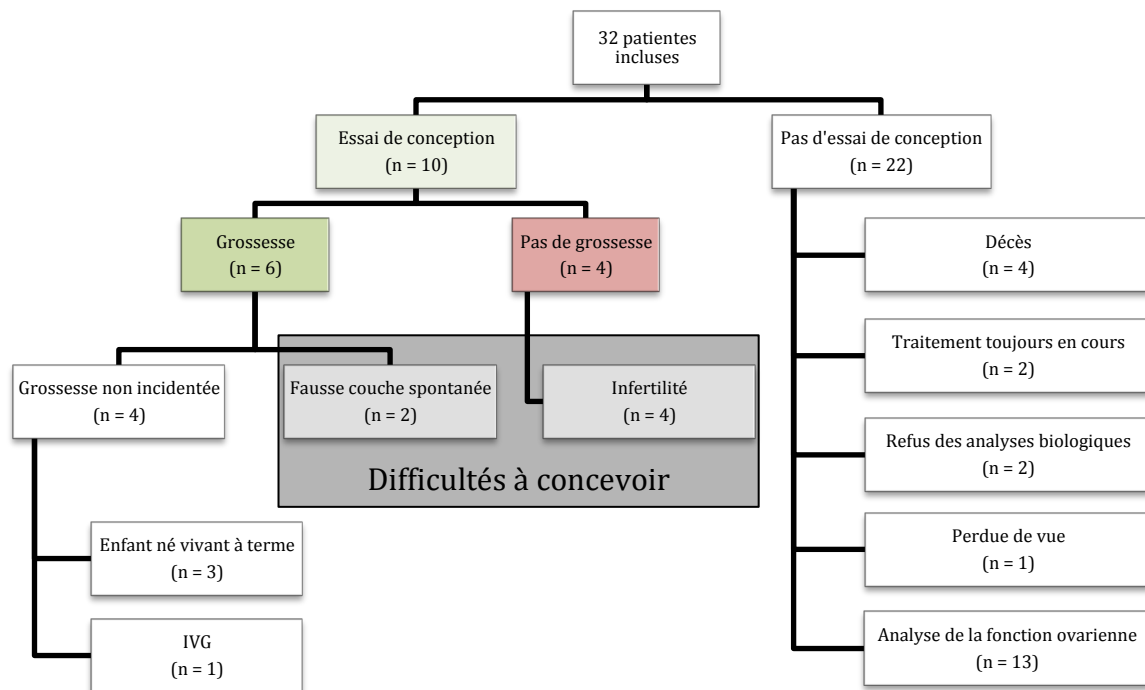 32 patientes
incluses
Essai de conception
(n = 10)
Pas d'essai de conception
(n = 22)
Grossesse
(n = 6)
Pas de grossesse
(n = 4)
Décès
(n = 4)
Traitement toujours en cours
(n = 2)
Grossesse non incidentée
(n = 4)
Fausse couche spontanée
(n = 2)
Infertilité
(n = 4)
Difficultés à concevoir
Refus des analyses biologiques
(n = 2)
Enfant né vivant à terme
(n = 3)
Perdue de vue
(n = 1)
IVG
(n = 1)
Analyse de la fonction ovarienne
(n = 13)